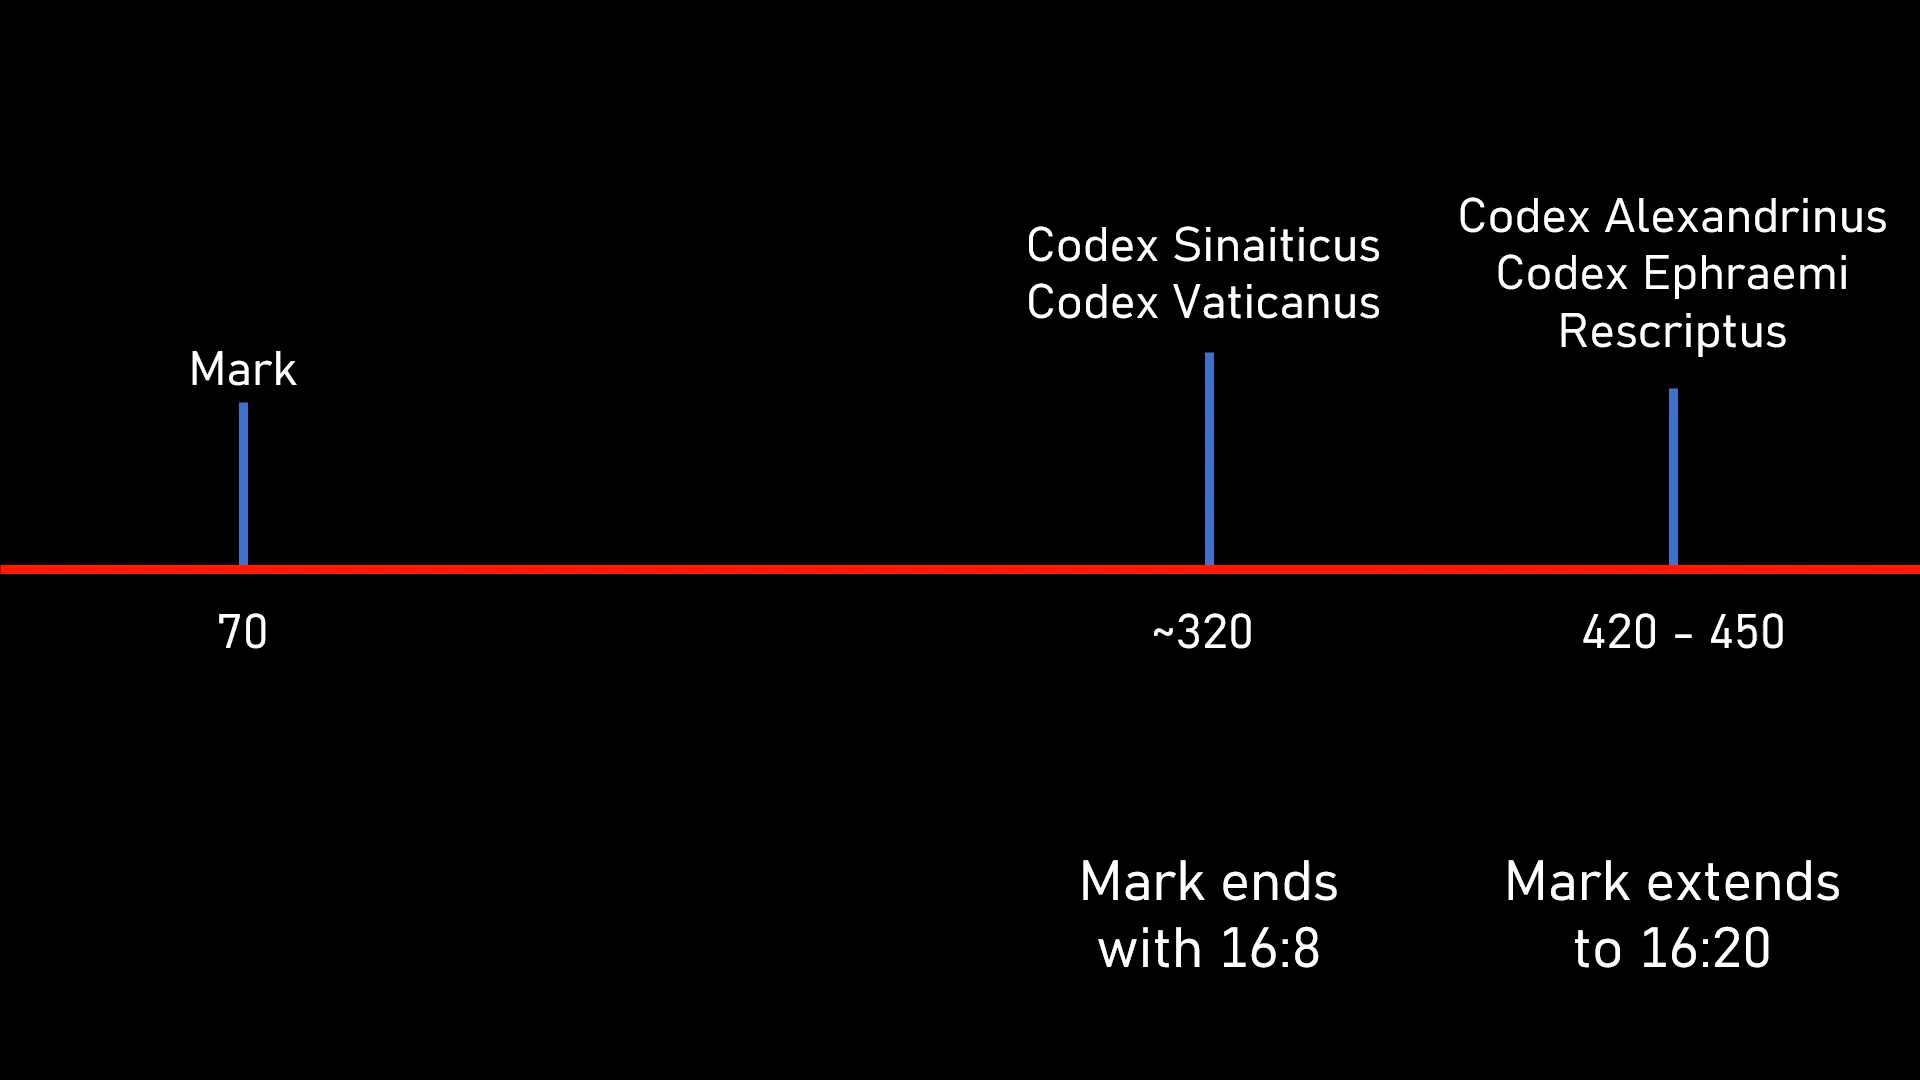 Mark
Codex Sinaiticus
Codex Vaticanus
Codex Alexandrinus
Codex Ephraemi
Rescriptus
70
~320
420 – 450
Mark ends
with 16:8
Mark extends
to 16:20